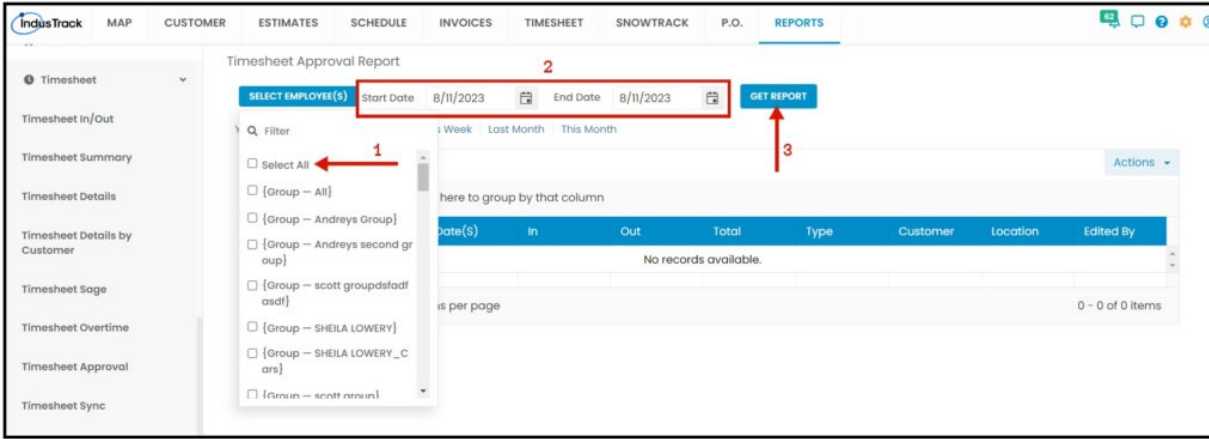 IndusTrack MAP CUSTOMER ESTIMATES SCHEDULE INVOICES TIMESHEET SNOWTRACK P.O. REPORTS 62
Timesheet Approval Report
2
Timesheet
SELECT EMPLOYEE(S) Start Date 8/11/2023 End Date 8/11/2023 GET REPORT
Timesheet In/Out
Filter
Week Last Month This Month
1
3
Timesheet Summary
Select All
Actions
{Group — All}
Timesheet Details
here to group by that column
{Group — Andreys Group}
Date(S) In Out Total Type Customer Location Edited By
Timesheet Details by
Customer
{Group — Andreys second gr
oup}
No records available.
Timesheet Sage
{Group — scott groupdsfadf
asdf}
per page
0 - 0 of 0 items
Timesheet Overtime
{Group — SHEILA LOWERY}
{Group — SHEILA LOWERY_C
ars}
Timesheet Approval
{Group — scott group}
Timesheet Sync